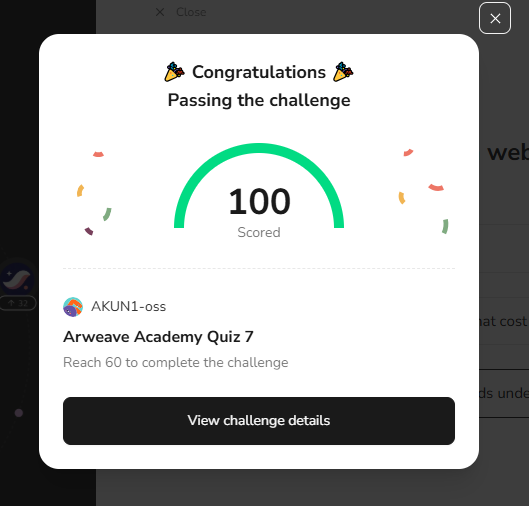 Close
Congratulations
Passing the challenge
web
100
Scored
32
AKUN1-oss
hat cost
Arweave Academy Quiz 7
Reach 60 to complete the challenge
ds unde
View challenge details